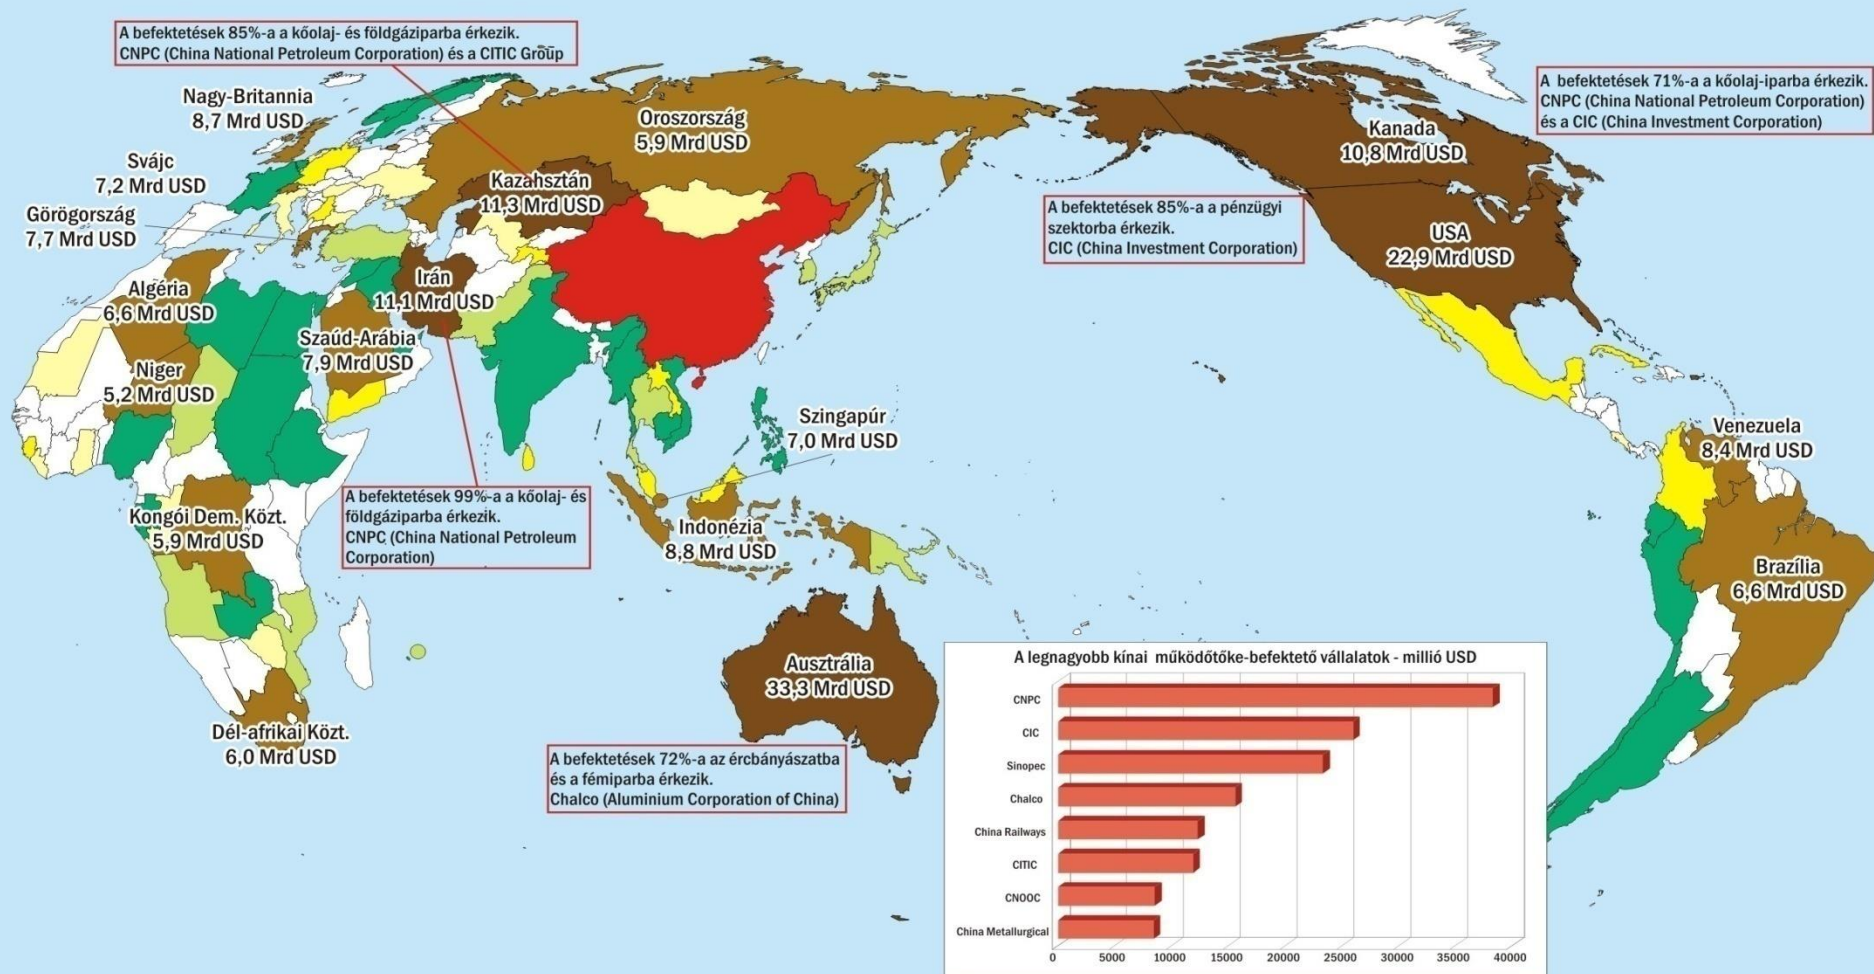 A befektetések 85%-a a kőolaj- és földgáziparba érkezik.
CNPC (China National Petroleum Corporation) és a CITIC Group
Nagy-Britannia
8,7 Mrd USD
Svájc
7,2 Mrd USD
Görögország
7,7 Mrd USD
Oroszország
5,9 Mrd USD
Kazahsztán
11,3 Mrd USD
Kanada
10,8 Mrd USD
A befektetések 71%-a a kőolaj-iparba érkezik.
CNPC (China National Petroleum Corporation)
és a CIC (China Investment Corporation)
A befektetések 85%-a a pénzügyi
szektorba érkezik.
CIC (China Investment Corporation)
USA
22,9 Mrd USD
Algéria
6,6 Mrd USD
Irán
11,1 Mrd USD
Szaúd-Arábia
7,9 Mrd USD
Niger
5,2 Mrd USD
Szingapúr
7,0 Mrd USD
Venezuela
8,4 Mrd USD
A befektetések 99%-a a kőolaj- és
földgáziparba érkezik.
CNPC (China National Petroleum
Corporation)
Kongói Dem. Közt.
5,9 Mrd USD
Indonézia
8,8 Mrd USD
Brazília
6,6 Mrd USD
Ausztrália
33,3 Mrd USD
Dél-afrikai Közt.
6,0 Mrd USD
A befektetések 72%-a az ércbányászatba
és a fémiparba érkezik.
Chalco (Aluminium Corporation of China)
A legnagyobb kínai működőtőke-befektető vállalatok - millió USD
CNPC
CIC
Sinopec
Chalco
China Railways
CITIC
CNOOC
China Metallurgical
0 5000 10000 15000 20000 25000 30000 35000 40000